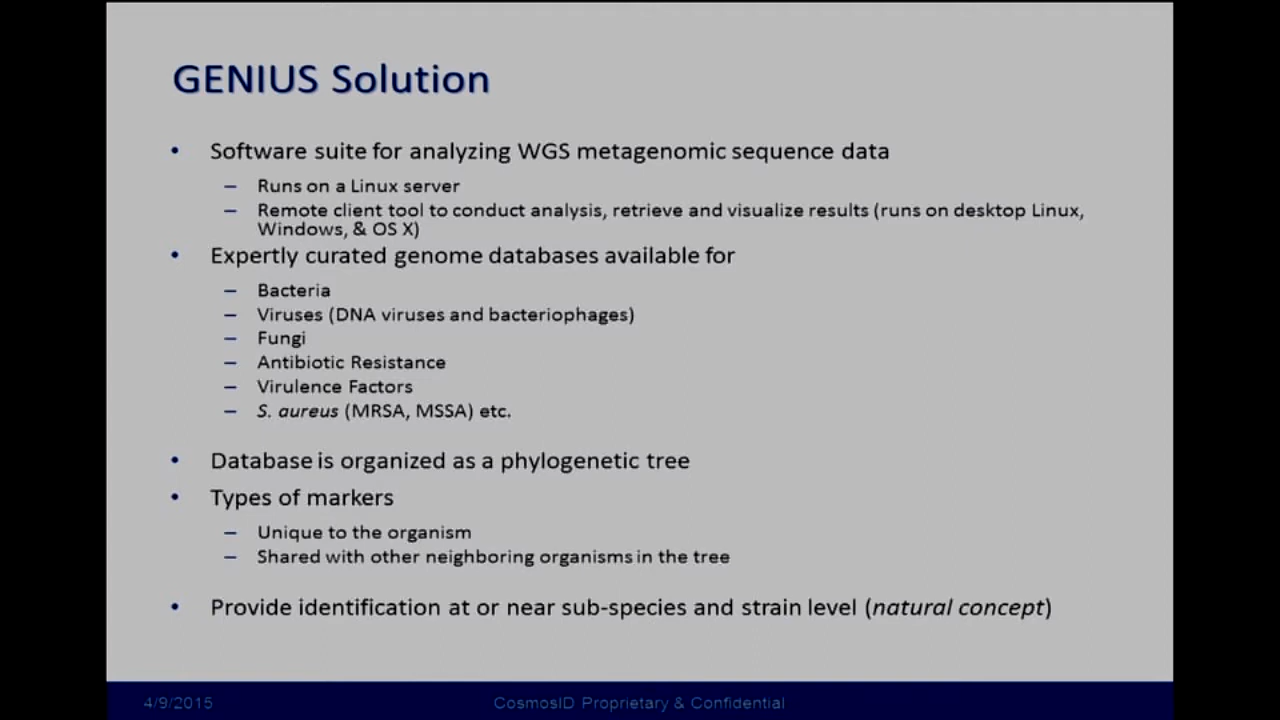 GENIUS Solution
• Software suite for analyzing WGS metagenomic sequence data
– Runs on a Linux server
– Remote client tool to conduct analysis, retrieve and visualize results (runs on desktop Linux,
Windows, & OS X)
• Expertly curated genome databases available for
– Bacteria
– Viruses (DNA viruses and bacteriophages)
– Fungi
– Antibiotic Resistance
– Virulence Factors
– S. aureus (MRSA, MSSA) etc.
• Database is organized as a phylogenetic tree
• Types of markers
– Unique to the organism
– Shared with other neighboring organisms in the tree
• Provide identification at or near sub-species and strain level (natural concept)
4/9/2015 CosmosID Proprietary & Confidential